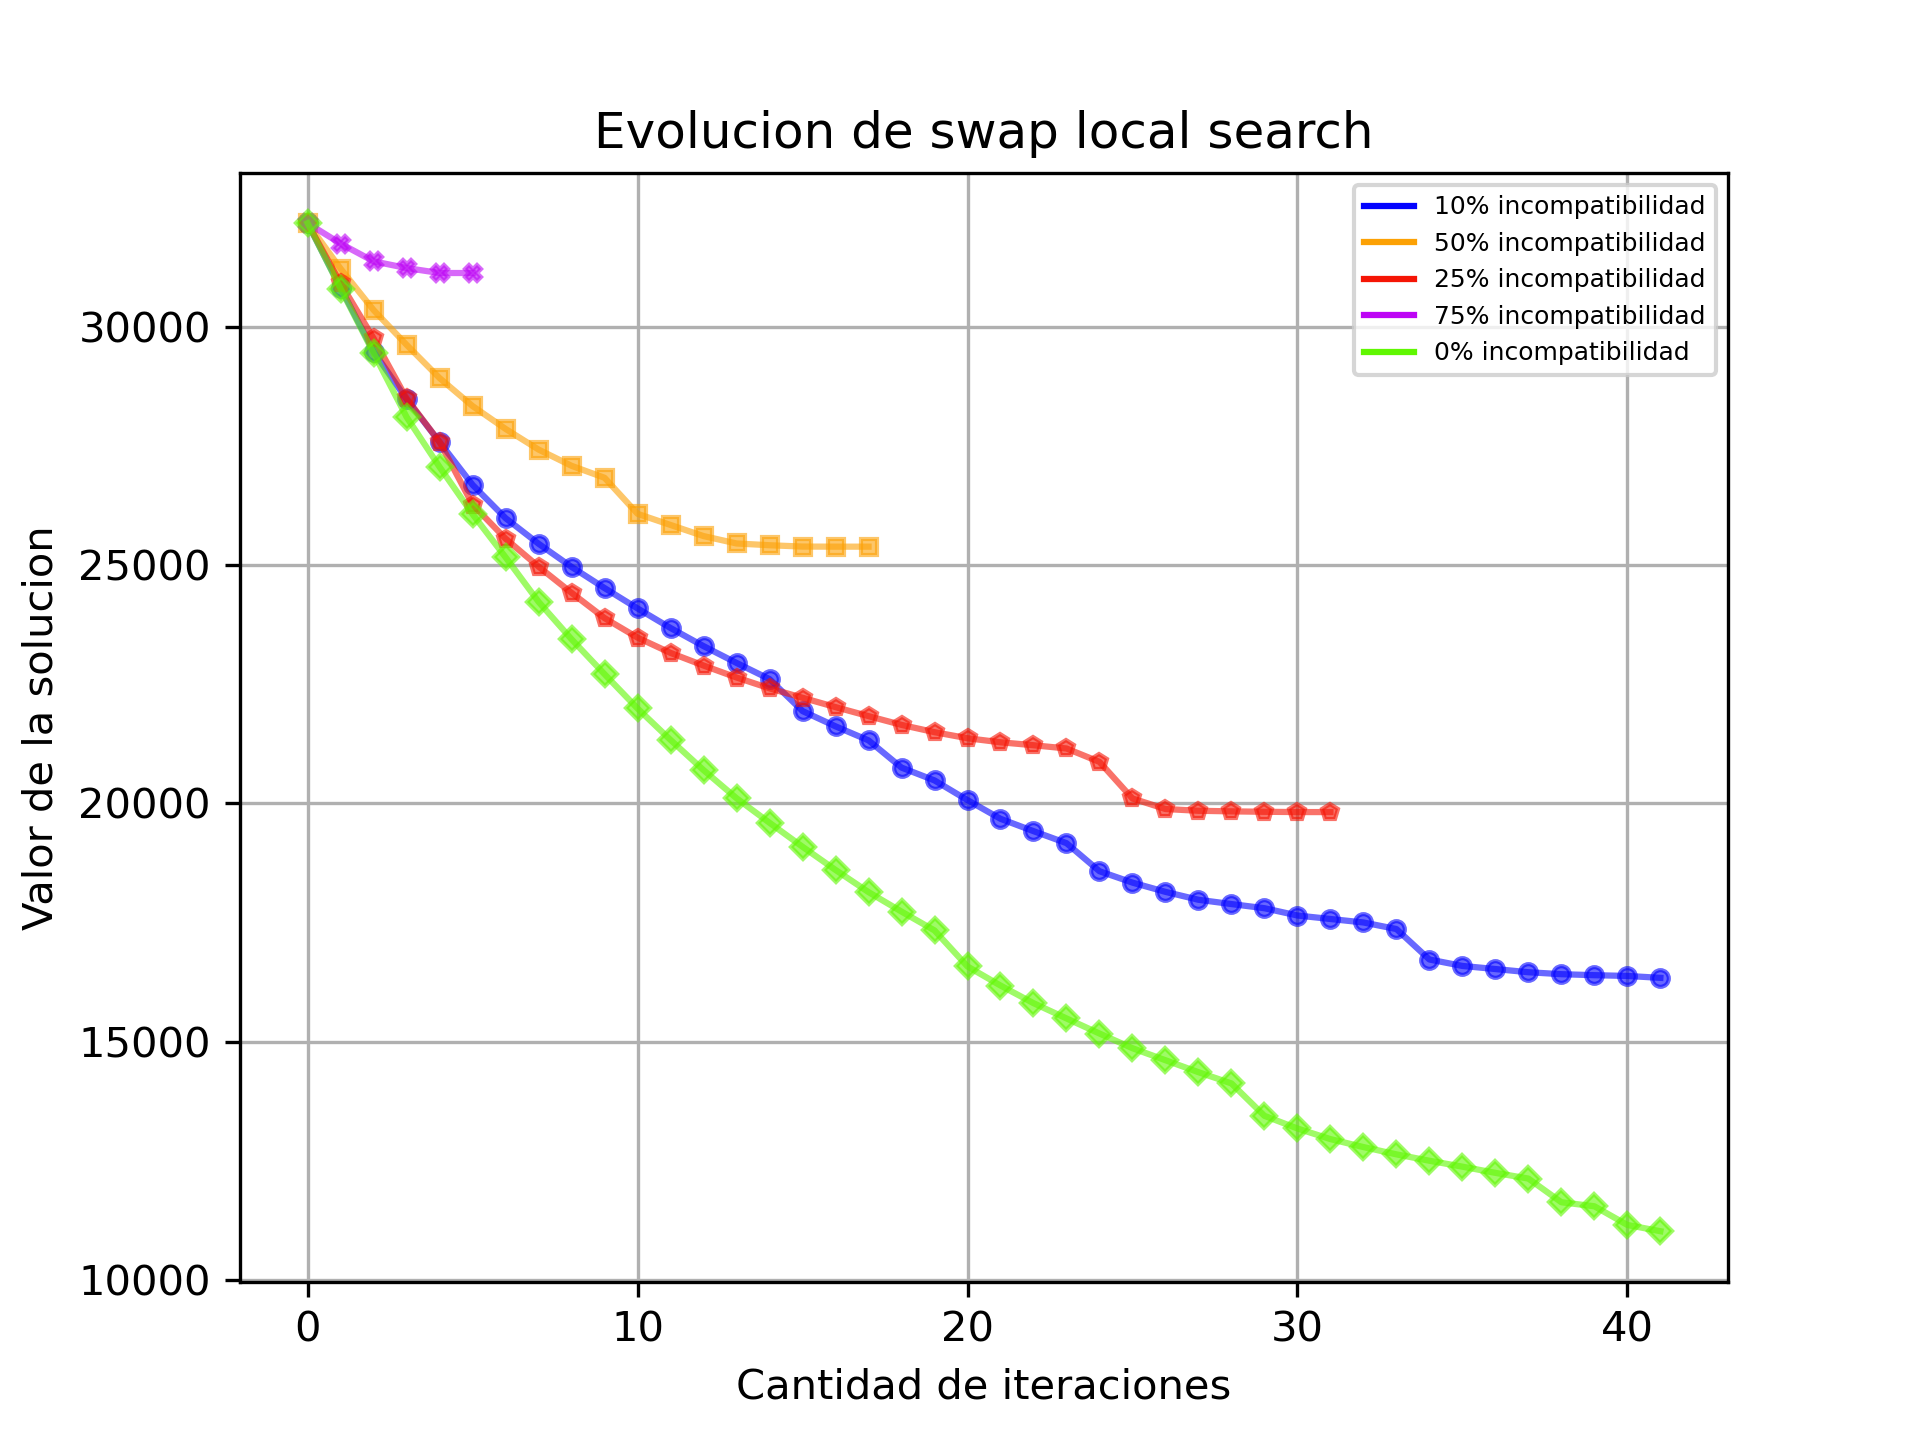 Evolucion de swap local search
10% incompatibilidad
50% incompatibilidad
25% incompatibilidad
75% incompatibilidad
0% incompatibilidad
Valor de la solucion
30000
25000
20000
15000
10000
0 10 20 30 40
Cantidad de iteraciones